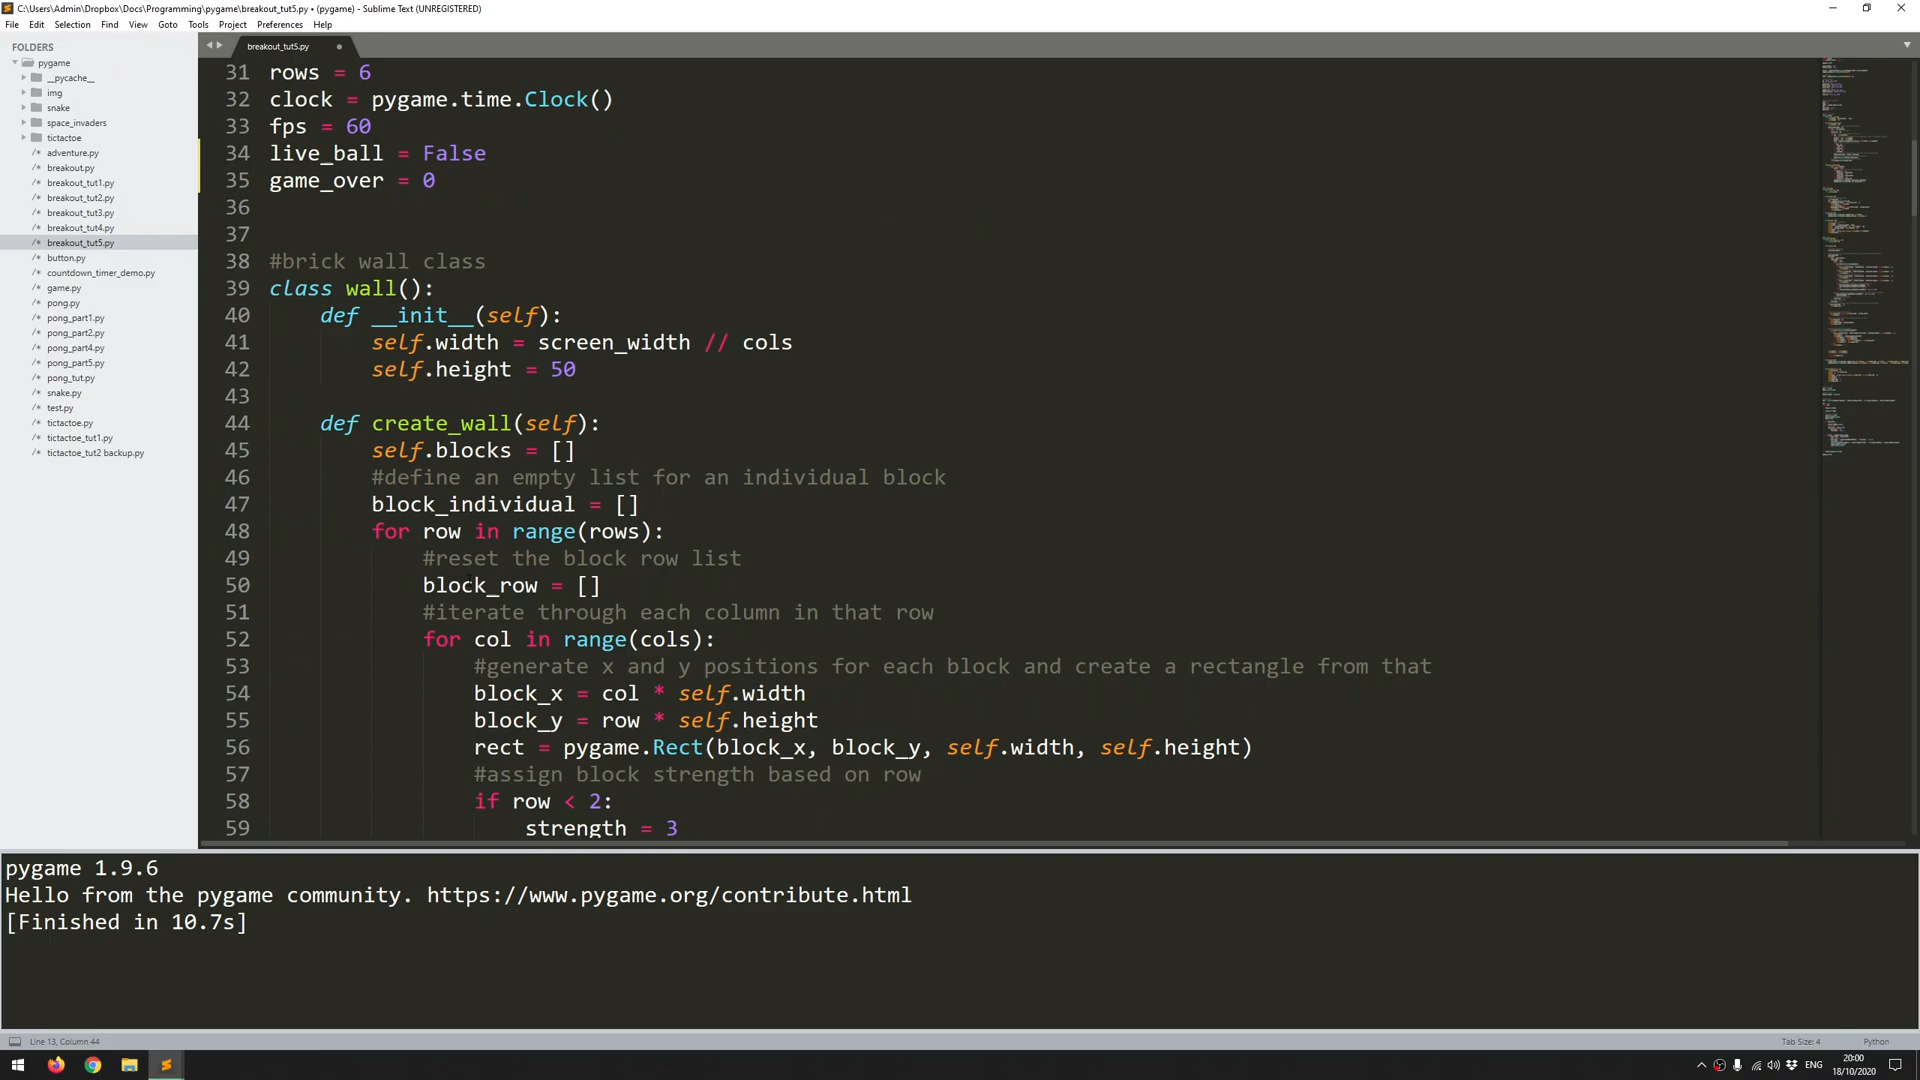 C:\Users\Admin\Dropbox\Docs\Programming\pygame\breakout_tut5.py • (pygame) - Sublime Text (UNREGISTERED)
File Edit Selection Find View Goto Tools Project Preferences Help
FOLDERS
pygame
__pycache__
img
snake
space_invaders
tictactoe
adventure.py
breakout.py
breakout_tut1.py
breakout_tut2.py
breakout_tut3.py
breakout_tut4.py
breakout_tut5.py
button.py
countdown_timer_demo.py
game.py
pong.py
pong_part1.py
pong_part2.py
pong_part4.py
pong_part5.py
pong_tut.py
snake.py
test.py
tictactoe.py
tictactoe_tut1.py
tictactoe_tut2 backup.py
breakout_tut5.py
31 rows = 6
32 clock = pygame.time.Clock()
33 fps = 60
34 live_ball = False
35 game_over = 0
36
37
38 #brick wall class
39 class wall():
40 def __init__(self):
41 self.width = screen_width // cols
42 self.height = 50
43
44 def create_wall(self):
45 self.blocks = []
46 #define an empty list for an individual block
47 block_individual = []
48 for row in range(rows):
49 #reset the block row list
50 block_row = []
51 #iterate through each column in that row
52 for col in range(cols):
53 #generate x and y positions for each block and create a rectangle from that
54 block_x = col * self.width
55 block_y = row * self.height
56 rect = pygame.Rect(block_x, block_y, self.width, self.height)
57 #assign block strength based on row
58 if row < 2:
59 strength = 3
pygame 1.9.6
Hello from the pygame community. https://www.pygame.org/contribute.html
[Finished in 10.7s]
Line 13, Column 44
Tab Size: 4
Python
ENG
20:00
18/10/2020